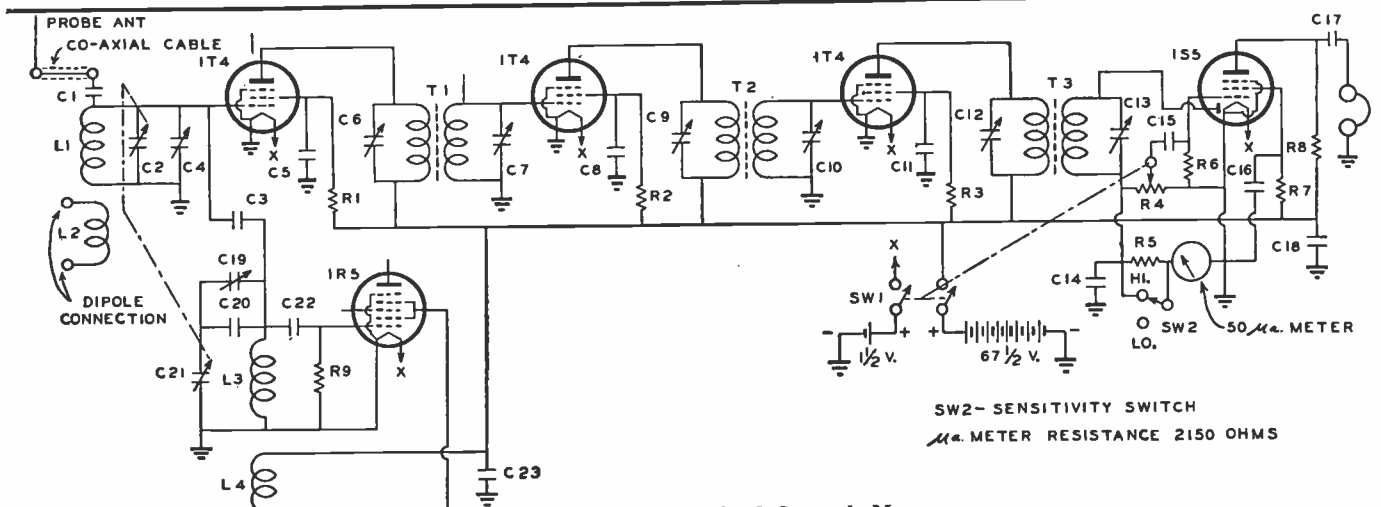 PROBE ANT
CO-AXIAL CABLE
1T4
1T4
1T4
1S5
C17
C1
L1
C2
C4
C5
R1
C6
T1
C7
C8
R2
C9
T2
C10
C11
R3
C12
T3
C13
C15
R6
R4
C16
R7
R8
C18
X
X
X
X
C3
L2
DIPOLE
CONNECTION
C19
C20
C22
1R5
C21
L3
R9
X
L4
C23
X
SW1
- +
1½ V.
+ -
67½ V.
C14
R5
HI.
SW2
LO.
50 μa. METER
SW2- SENSITIVITY SWITCH
μa. METER RESISTANCE 2150 OHMS